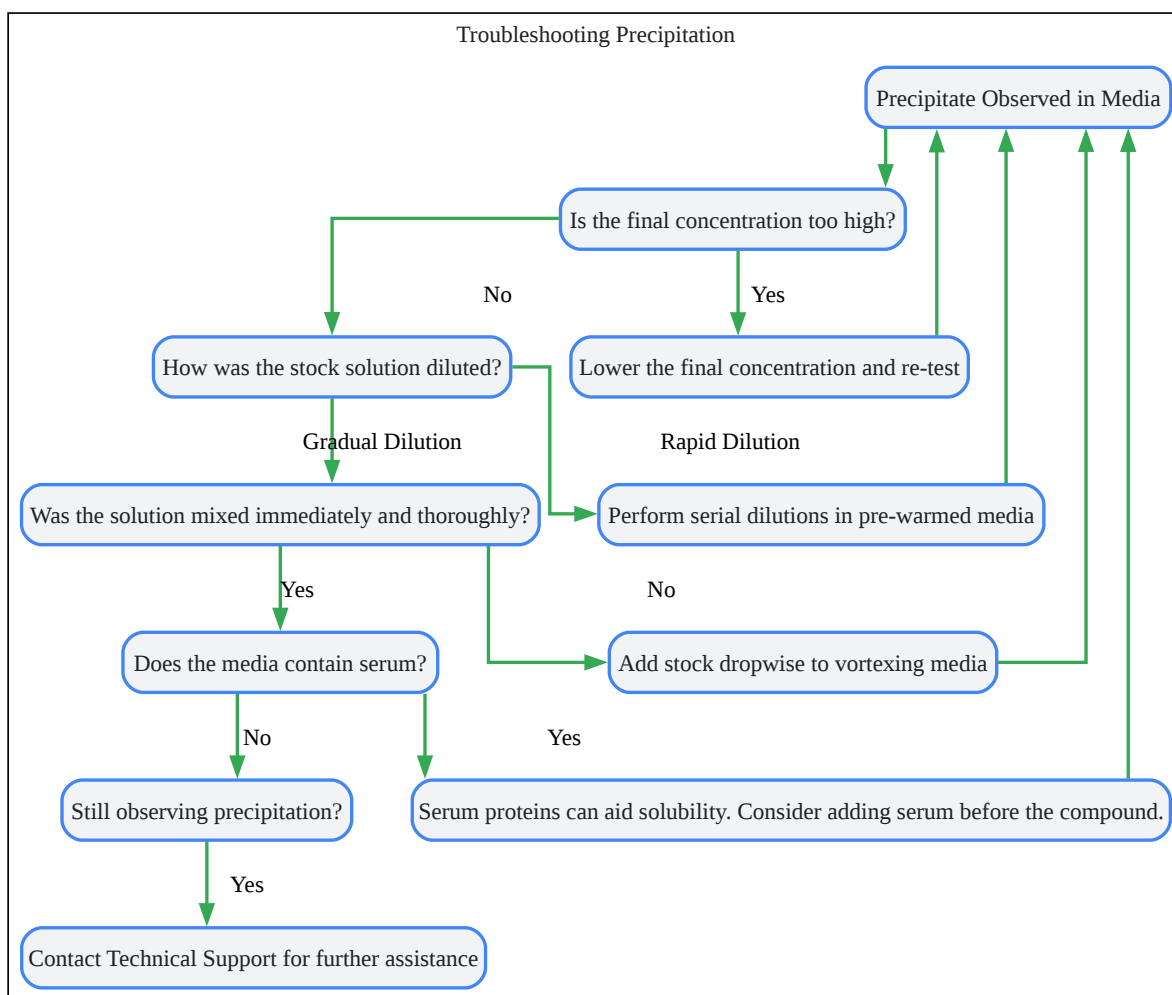 Troubleshooting Precipitation
Precipitate Observed in Media
Is the final concentration too high?
No
Yes
How was the stock solution diluted?
Lower the final concentration and re-test
Gradual Dilution
Rapid Dilution
Was the solution mixed immediately and thoroughly?
Perform serial dilutions in pre-warmed media
Yes
No
Does the media contain serum?
Add stock dropwise to vortexing media
No
Yes
Still observing precipitation?
Serum proteins can aid solubility. Consider adding serum before the compound.
Yes
Contact Technical Support for further assistance